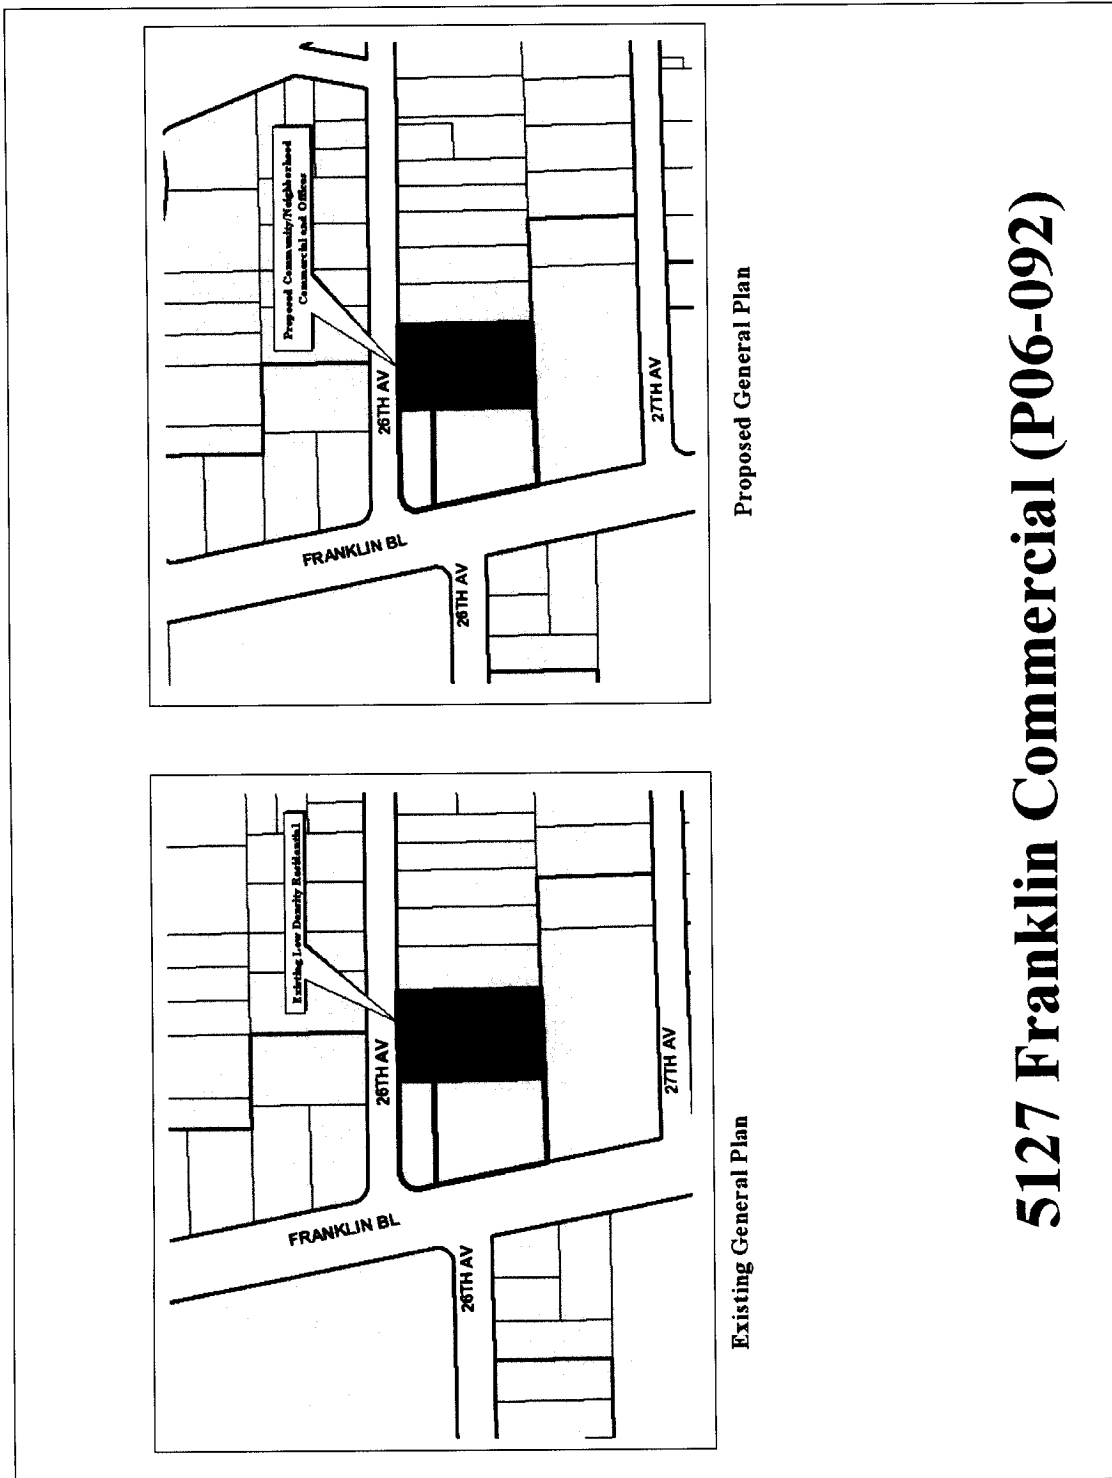 Existing Low Density Residential
26TH AV
FRANKLIN BL
26TH AV
27TH AV
Existing General Plan
Proposed Community/Neighborhood
Commercial and Offices
26TH AV
FRANKLIN BL
26TH AV
27TH AV
Proposed General Plan
5127 Franklin Commercial (P06-092)